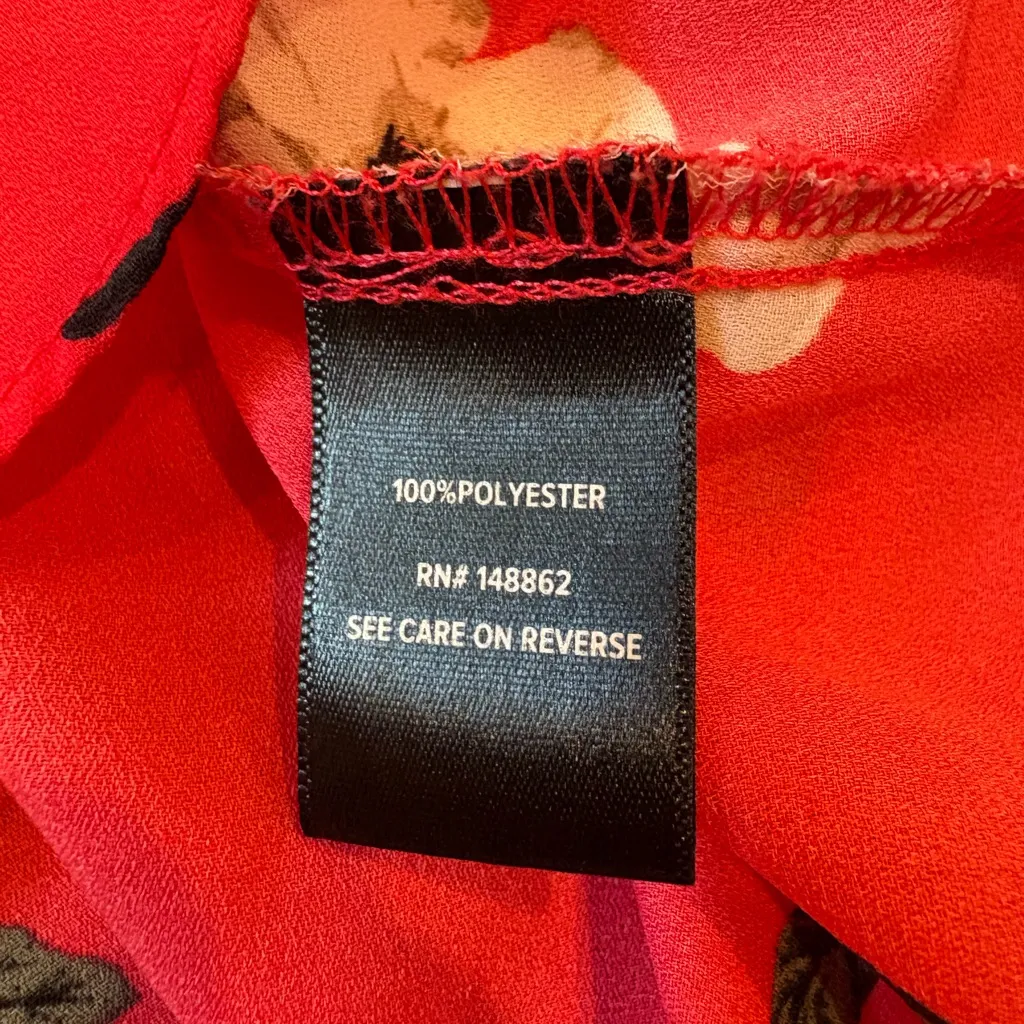 100%POLYESTER
RN# 148862
SEE CARE ON REVERSE